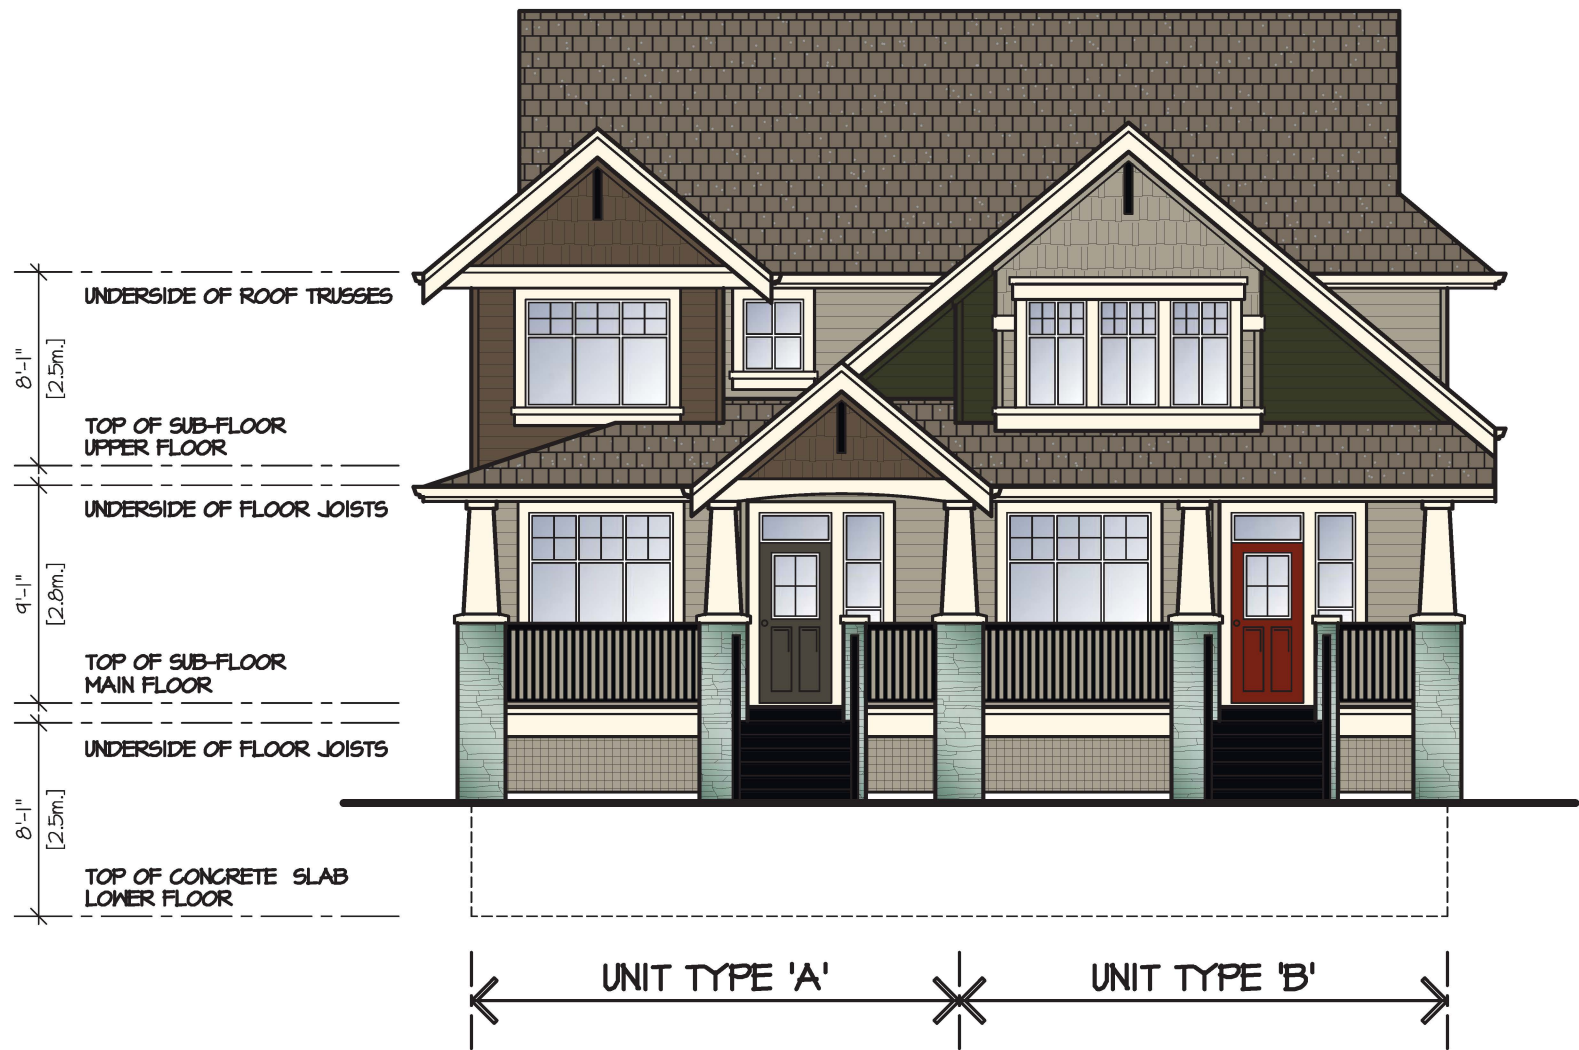 UNDERSIDE OF ROOF TRUSSES
8'-1"
[2.5m.]
TOP OF SUB-FLOOR
UPPER FLOOR
UNDERSIDE OF FLOOR JOISTS
9'-1"
[2.8m.]
TOP OF SUB-FLOOR
MAIN FLOOR
UNDERSIDE OF FLOOR JOISTS
8'-1"
[2.5m.]
TOP OF CONCRETE SLAB
LOWER FLOOR
UNIT TYPE 'A'
UNIT TYPE 'B'